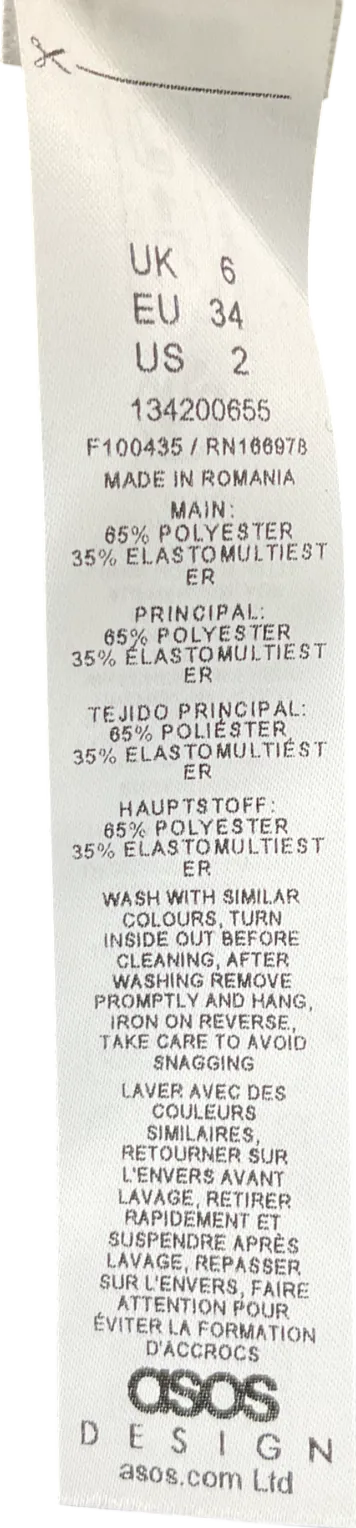 UK 6
EU 34
US 2
134200655
F100435 / RN166978
MADE IN ROMANIA
MAIN:
65% POLYESTER
35% ELASTOMULTIEST
ER
PRINCIPAL:
65% POLYESTER
35% ÉLASTOMULTIEST
ER
TEJIDO PRINCIPAL:
65% POLIÉSTER,
35% ELASTOMULTIÉST
ER
HAUPTSTOFF:
65% POLYESTER
35% ELASTOMULTIEST
ER
WASH WITH SIMILAR
COLOURS, TURN
INSIDE OUT BEFORE
CLEANING, AFTER
WASHING REMOVE
PROMPTLY AND HANG,
IRON ON REVERSE,
TAKE CARE TO AVOID
SNAGGING
LAVER AVEC DES
COULEURS
SIMILAIRES,
RETOURNER SUR
L'ENVERS AVANT
LAVAGE, RETIRER
RAPIDEMENT ET
SUSPENDRE APRÈS
LAVAGE, REPASSER
SUR L'ENVERS, FAIRE
ATTENTION POUR
ÉVITER LA FORMATION
D'ACCROCS
asos
DESIGN
asos.com Ltd